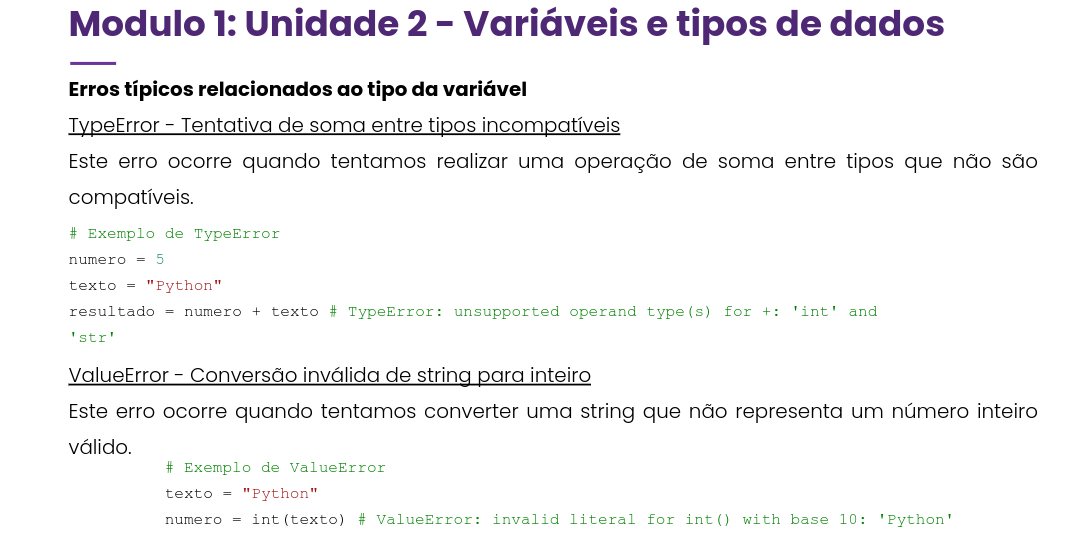 Modulo 1: Unidade 2 - Variáveis e tipos de dados
Erros típicos relacionados ao tipo da variável
TypeError - Tentativa de soma entre tipos incompatíveis
Este erro ocorre quando tentamos realizar uma operação de soma entre tipos que não são
compatíveis.
# Exemplo de TypeError
numero = 5
texto = "Python"
resultado = numero + texto # TypeError: unsupported operand type(s) for +: 'int' and
'str'
ValueError - Conversão inválida de string para inteiro
Este erro ocorre quando tentamos converter uma string que não representa um número inteiro
válido.
# Exemplo de ValueError
texto = "Python"
numero = int(texto) # ValueError: invalid literal for int() with base 10: 'Python'